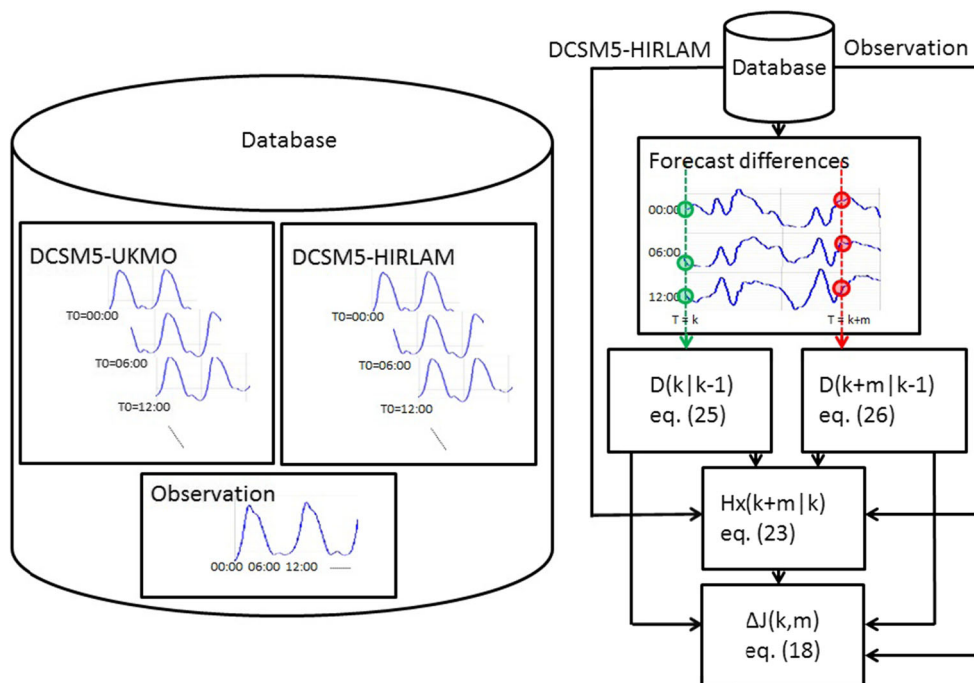 Database
DCSM5-UKMO
T0=00:00
T0=06:00
T0=12:00
DCSM5-HIRLAM
T0=00:00
T0=06:00
T0=12:00
Observation
00:00 06:00 12:00
DCSM5-HIRLAM
Observation
Database
Forecast differences
00:00
06:00
12:00
T = k
T = k+m
D(k|k-1)
eq. (25)
D(k+m|k-1)
eq. (26)
Hx(k+m|k)
eq. (23)
ΔJ(k,m)
eq. (18)